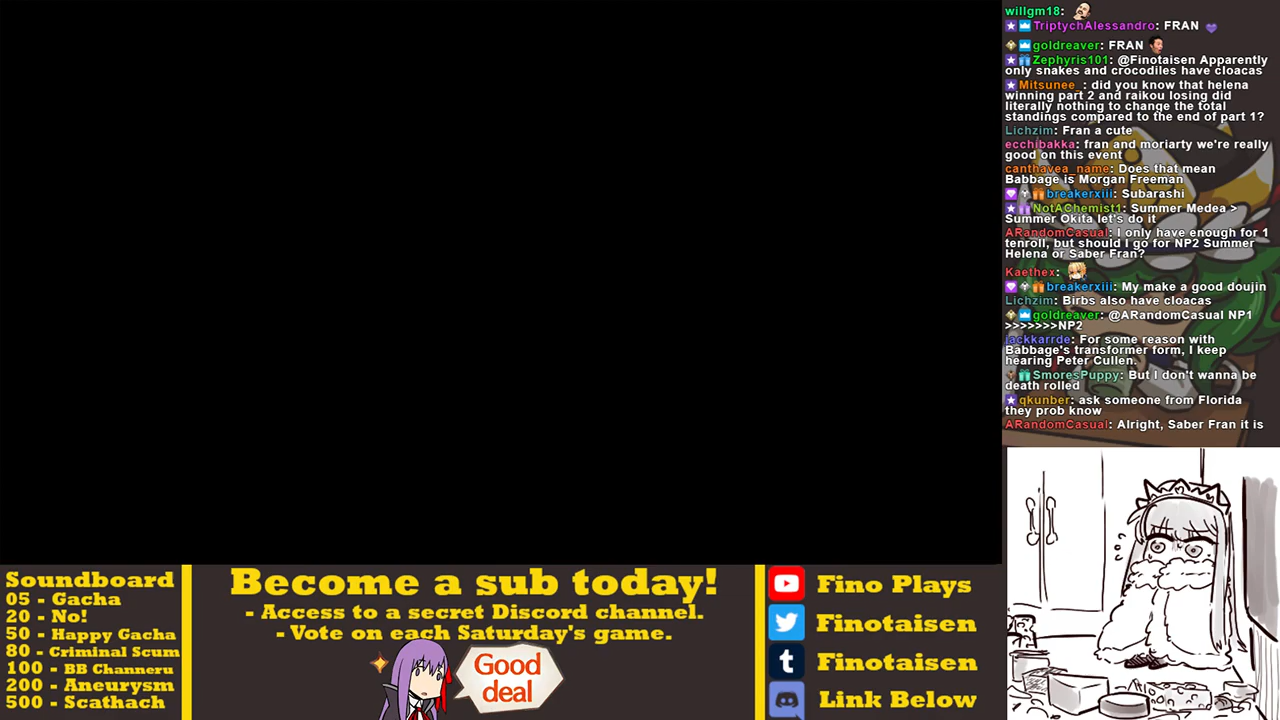 willgm18:
TriptychAlessandro: FRAN
goldreaver: FRAN
Zephyris101: @Finotaisen Apparently
only snakes and crocodiles have cloacas
Mitsunee_: did you know that helena
winning part 2 and raikou losing did
literally nothing to change the total
standings compared to the end of part 1?
Lichzim: Fran a cute
ecchibakka: fran and moriarty we're really
good on this event
canthavea_name: Does that mean
Babbage is Morgan Freeman
breakerxiii: Subarashi
NotAChemist1: Summer Medea >
Summer Okita let's do it
ARandomCasual: I only have enough for 1
tenroll, but should I go for NP2 Summer
Helena or Saber Fran?
Kaethex:
breakerxiii: My make a good doujin
Lichzim: Birbs also have cloacas
goldreaver: @ARandomCasual NP1
>>>>>>>NP2
jackkarrde: For some reason with
Babbage's transformer form, I keep
hearing Peter Cullen.
SmoresPuppy: But I don't wanna be
death rolled
qkunber: ask someone from Florida
they prob know
ARandomCasual: Alright, Saber Fran it is
Soundboard
05 - Gacha
20 - No!
50 - Happy Gacha
80 - Criminal Scum
100 - BB Channeru
200 - Aneurysm
500 - Scathach
Become a sub today!
- Access to a secret Discord channel.
- Vote on each Saturday's game.
Good
deal
Fino Plays
Finotaisen
Finotaisen
Link Below